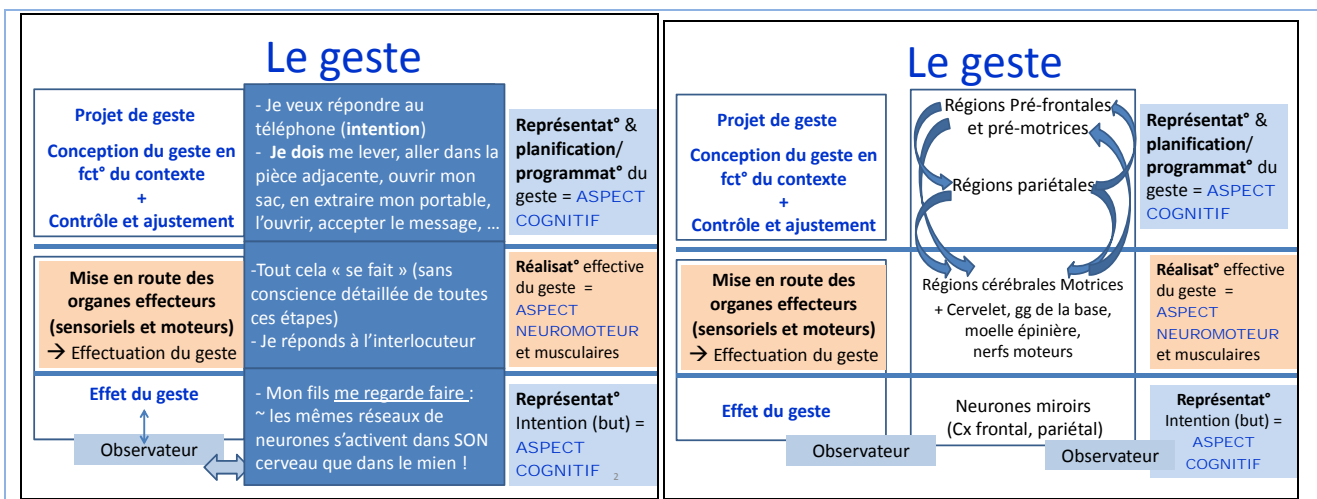 Le geste
Projet de geste
Conception du geste en
fct° du contexte
+
Contrôle et ajustement
- Je veux répondre au
téléphone (intention)
- Je dois me lever, aller dans la
pièce adjacente, ouvrir mon
sac, en extraire mon portable,
l'ouvrir, accepter le message, …
Représentat° &
planification/
programmat° du
geste = ASPECT
COGNITIF
Mise en route des
organes effecteurs
(sensoriels et moteurs)
→ Effectuation du geste
-Tout cela « se fait » (sans
conscience détaillée de toutes
ces étapes)
- Je réponds à l'interlocuteur
Réalisat° effective
du geste =
ASPECT
NEUROMOTEUR
et musculaires
Effet du geste
Observateur
- Mon fils me regarde faire :
~ les mêmes réseaux de
neurones s'activent dans SON
cerveau que dans le mien !
Représentat°
Intention (but) =
ASPECT
COGNITIF
2
Le geste
Projet de geste
Conception du geste en
fct° du contexte
+
Contrôle et ajustement
Régions Pré-frontales
et pré-motrices
Régions pariétales
Représentat° &
planification/
programmat° du
geste = ASPECT
COGNITIF
Mise en route des
organes effecteurs
(sensoriels et moteurs)
→ Effectuation du geste
Régions cérébrales Motrices
+ Cervelet, gg de la base,
moelle épinière,
nerfs moteurs
Réalisat° effective
du geste =
ASPECT
NEUROMOTEUR
et musculaires
Effet du geste
Observateur
Neurones miroirs
(Cx frontal, pariétal)
Observateur
Représentat°
Intention (but) =
ASPECT
COGNITIF